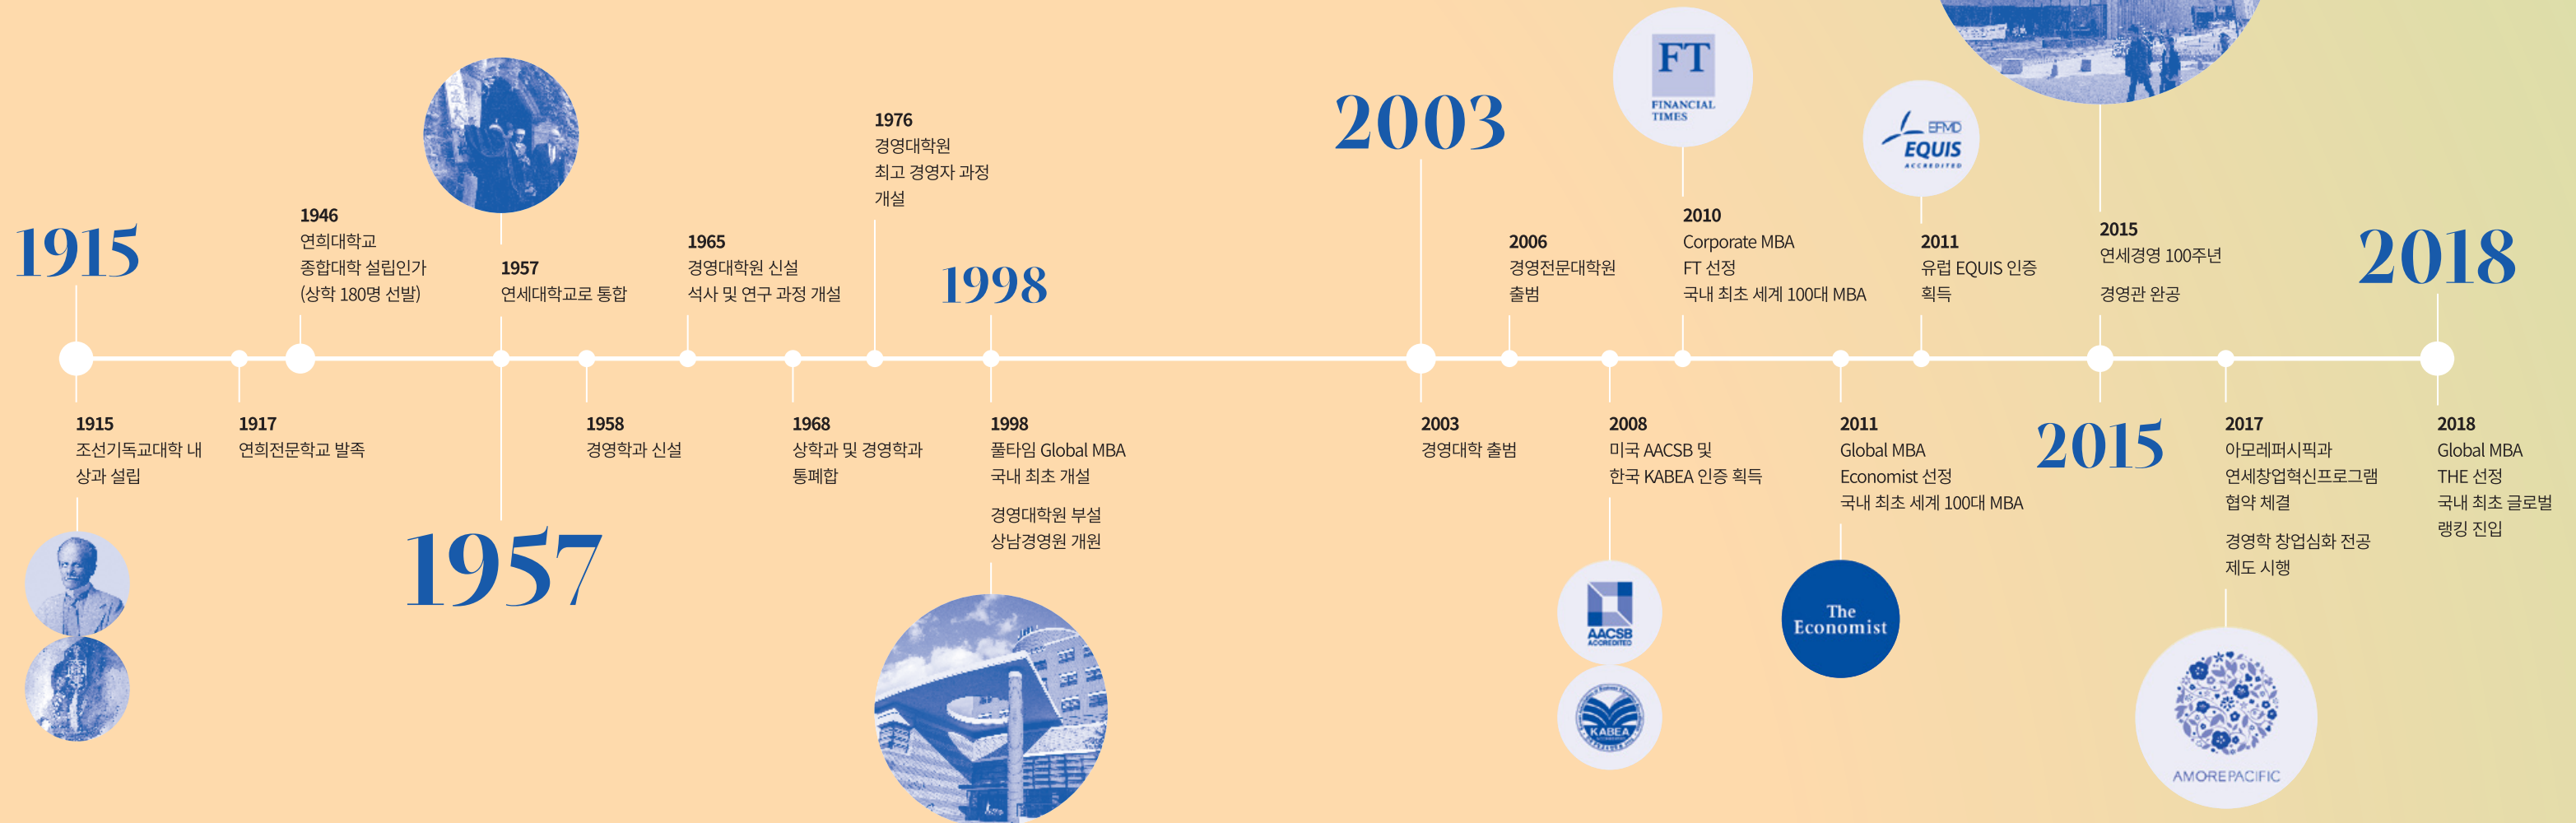 1915
1946
연희대학교
종합대학 설립인가
(상학 180명 선발)
1957
연세대학교로 통합
1965
경영대학원 신설
석사 및 연구 과정 개설
1976
경영대학원
최고 경영자 과정
개설
1998
2003
2006
경영전문대학원
출범
FT
FINANCIAL
TIMES
2010
Corporate MBA
FT 선정
국내 최초 세계 100대 MBA
EFMD
EQUIS
ACCREDITED
2011
유럽 EQUIS 인증
획득
2015
연세경영 100주년
경영관 완공
2018
1915
조선기독교대학 내
상과 설립
1917
연희전문학교 발족
1957
1958
경영학과 신설
1968
상학과 및 경영학과
통폐합
1998
풀타임 Global MBA
국내 최초 개설
경영대학원 부설
상남경영원 개원
2003
경영대학 출범
2008
미국 AACSB 및
한국 KABEA 인증 획득
AACSB
ACCREDITED
KABEA
2011
Global MBA
Economist 선정
국내 최초 세계 100대 MBA
The
Economist
2015
2017
아모레퍼시픽과
연세창업혁신프로그램
협약 체결
경영학 창업심화 전공
제도 시행
AMOREPACIFIC
2018
Global MBA
THE 선정
국내 최초 글로벌
랭킹 진입